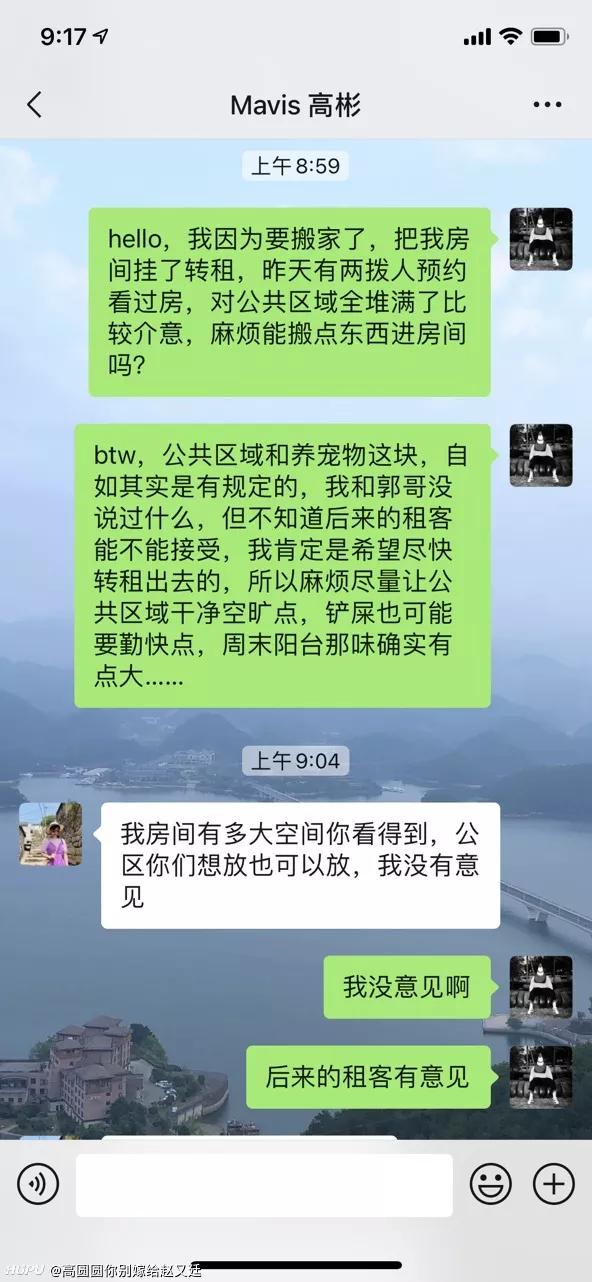 9:17
Mavis 高彬
上午 8:59
hello，我因为要搬家了，把我房
间挂了转租，昨天有两拨人预约
看过房，对公共区域全堆满了比
较介意，麻烦能搬点东西进房间
吗？
btw，公共区域和养宠物这块，自
如其实是有规定的，我和郭哥没
说过什么，但不知道后来的租客
能不能接受，我肯定是希望尽快
转租出去的，所以麻烦尽量让公
共区域干净空旷点，铲屎也可能
要勤快点，周末阳台那味确实有
点大……
上午 9:04
我房间有多大空间你看得到，公
区你们想放也可以放，我没有意
见
我没意见啊
后来的租客有意见
HUPU @高圆圆你别嫁给赵又廷